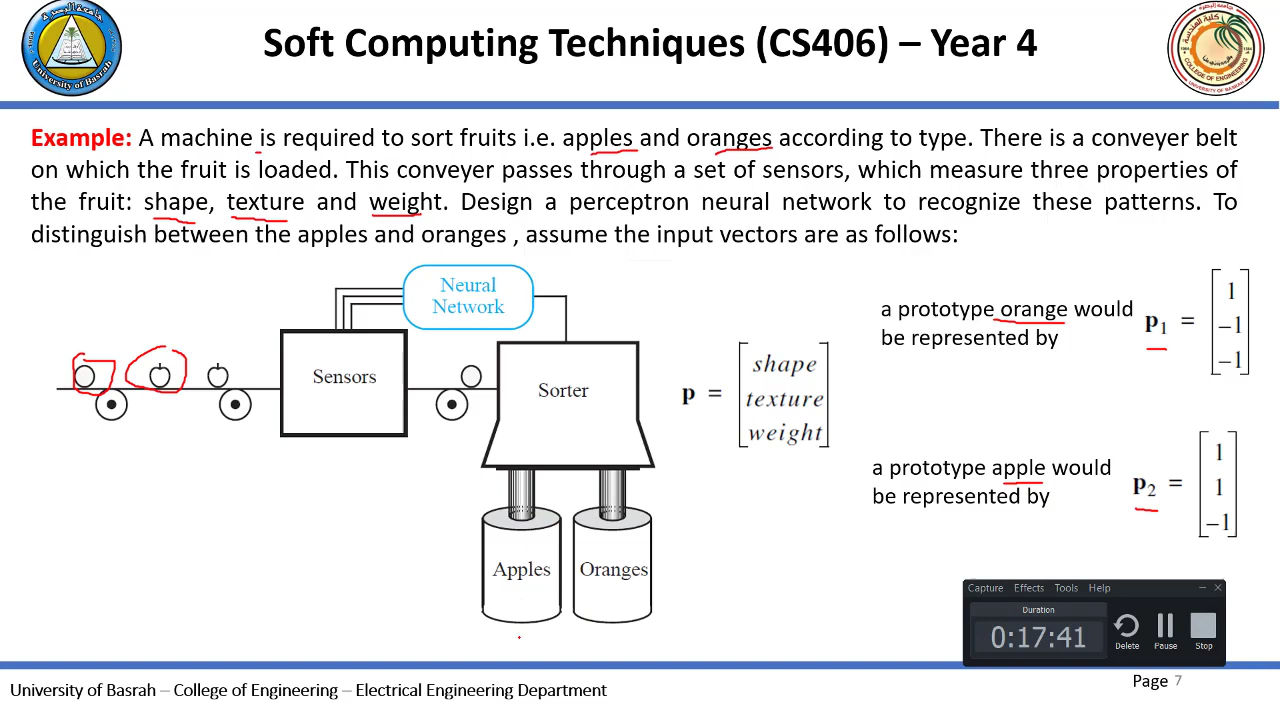 Soft Computing Techniques (CS406) – Year 4
Example: A machine is required to sort fruits i.e. apples and oranges according to type. There is a conveyer belt
on which the fruit is loaded. This conveyer passes through a set of sensors, which measure three properties of
the fruit: shape, texture and weight. Design a perceptron neural network to recognize these patterns. To
distinguish between the apples and oranges , assume the input vectors are as follows:
Neural
Network
Sensors
Sorter
Apples
Oranges
p = [shape
texture
weight]
a prototype orange would
be represented by
p1 = [1
–1
–1]
a prototype apple would
be represented by
p2 = [1
1
–1]
Capture Effects Tools Help
Duration
0:17:41
Delete Pause Stop
University of Basrah – College of Engineering – Electrical Engineering Department
Page 7
University of Basrah